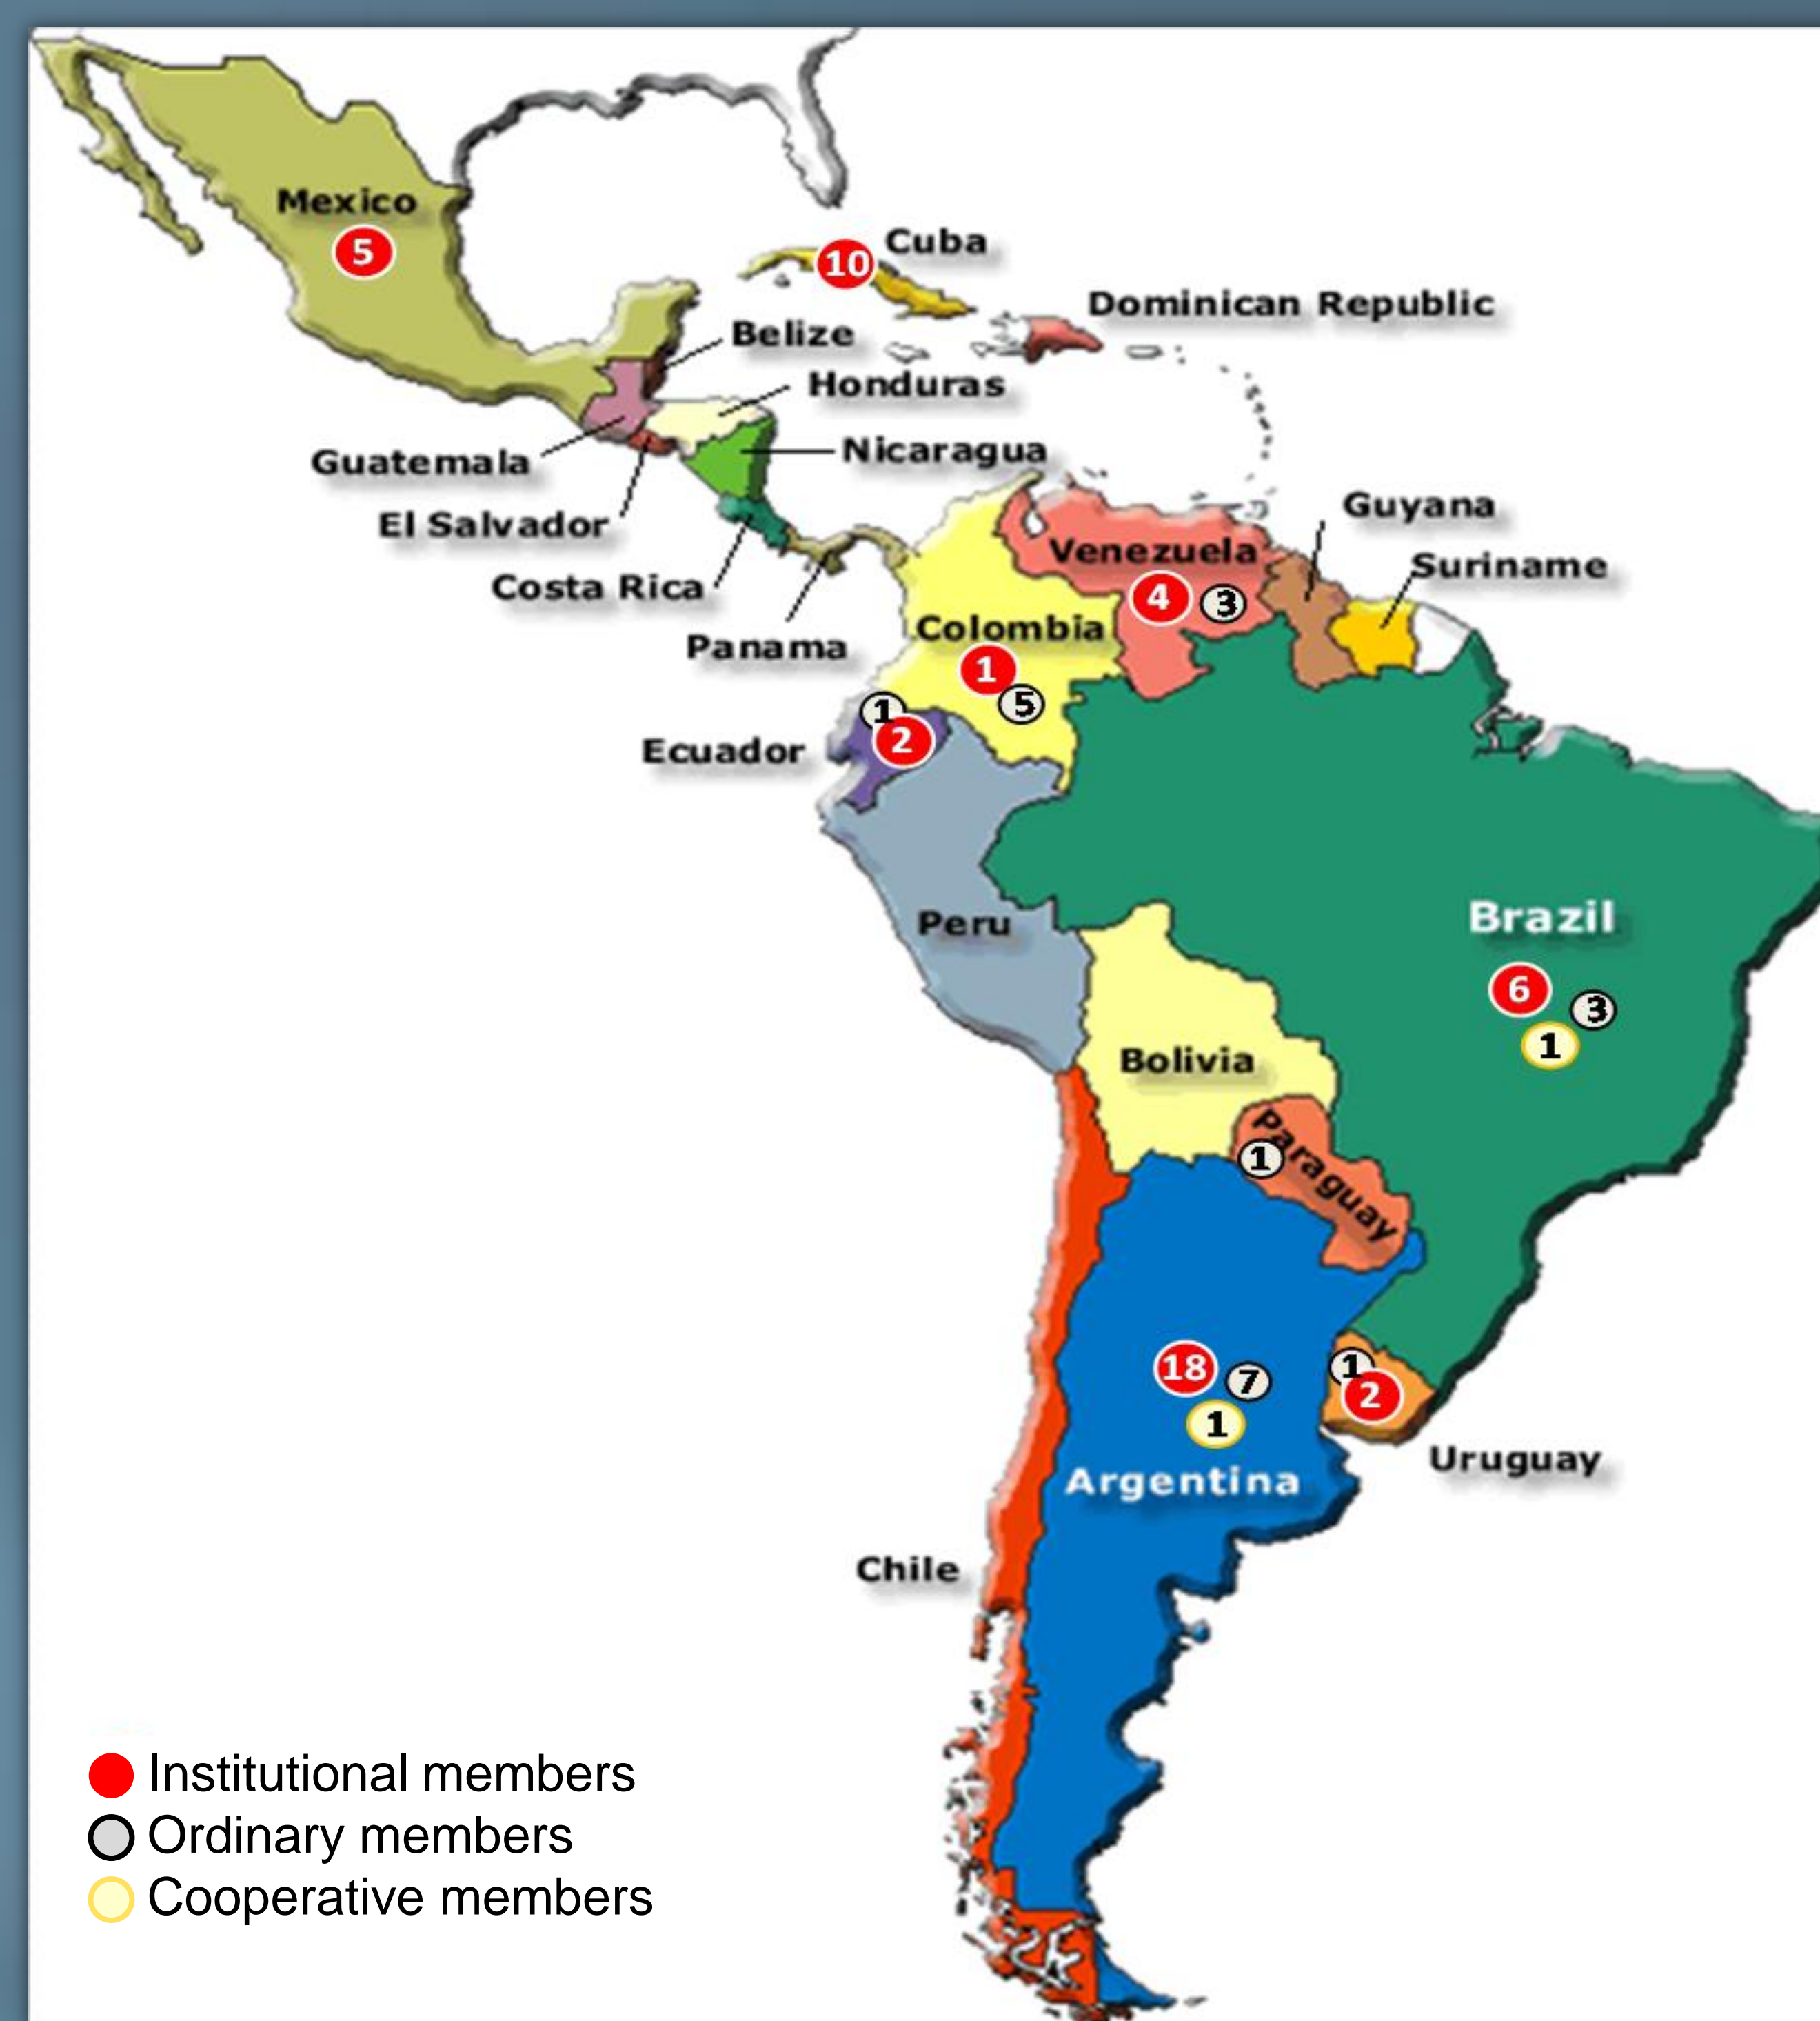 Mexico
5
Cuba
10
Dominican Republic
Belize
Honduras
Guatemala
Nicaragua
El Salvador
Guyana
Venezuela
Suriname
Costa Rica
4
3
Colombia
Panama
1
5
1
2
Ecuador
Peru
Brazil
6
3
1
Bolivia
Paraguay
1
18
7
1
1
2
Uruguay
Argentina
Chile
Institutional members
Ordinary members
Cooperative members